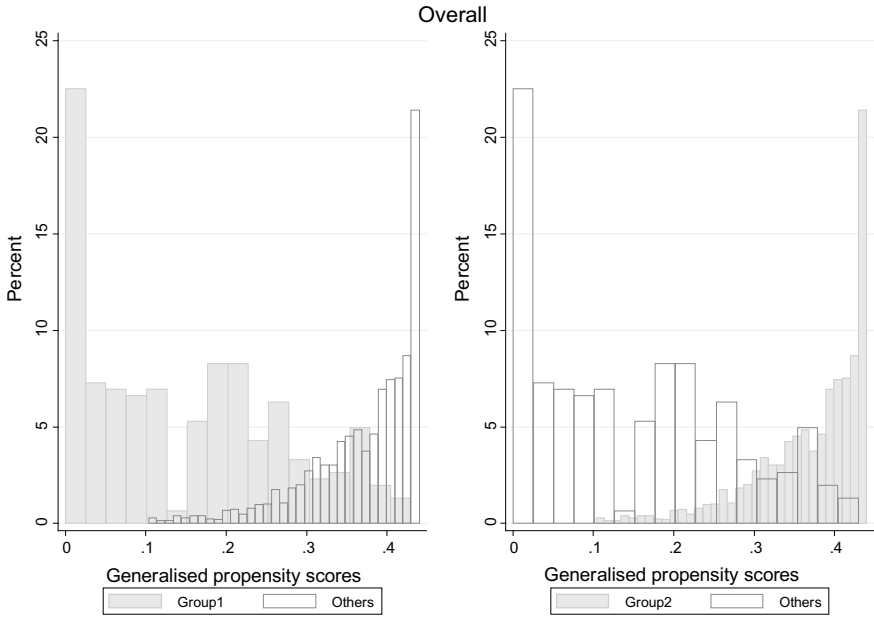 Overall
25
20
15
10
5
0
Percent
0 .1 .2 .3 .4
Generalised propensity scores
Group1 Others
25
20
15
10
5
0
Percent
0 .1 .2 .3 .4
Generalised propensity scores
Group2 Others